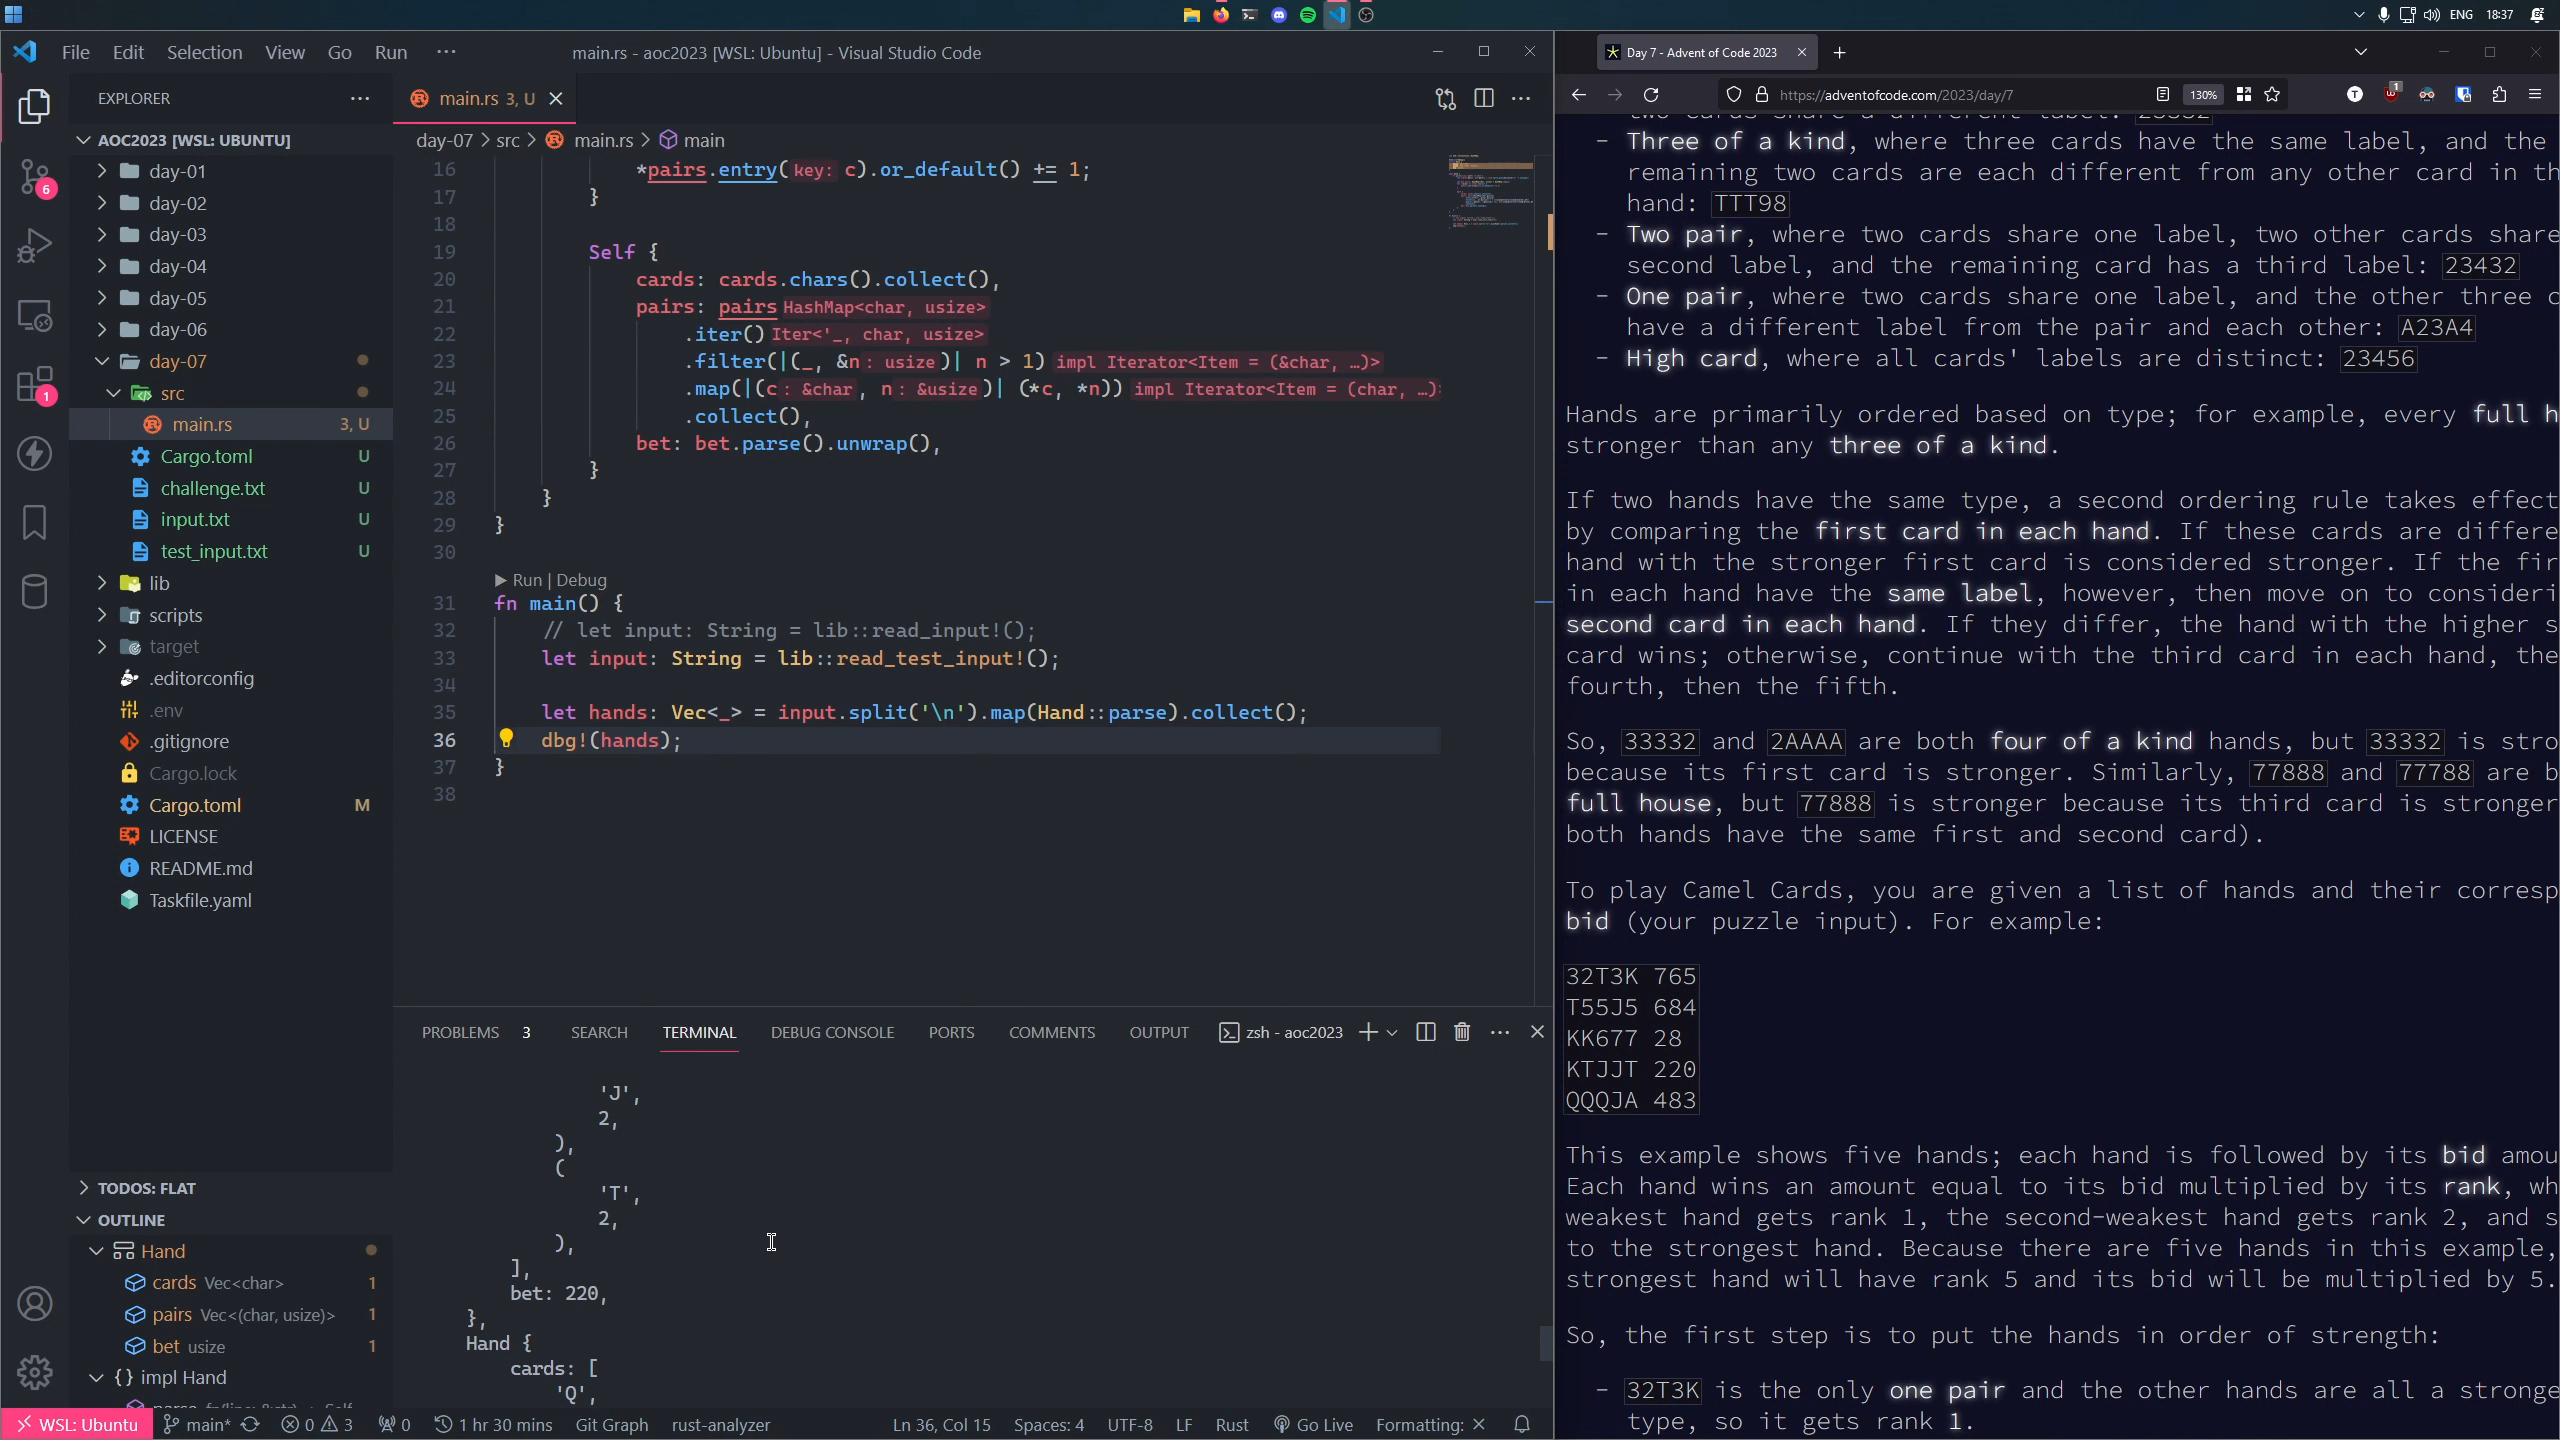 ENG 18:37
File Edit Selection View Go Run ···
main.rs - aoc2023 [WSL: Ubuntu] - Visual Studio Code
EXPLORER
AOC2023 [WSL: UBUNTU]
day-01
day-02
day-03
day-04
day-05
day-06
day-07
src
main.rs 3, U
Cargo.toml U
challenge.txt U
input.txt U
test_input.txt U
lib
scripts
target
.editorconfig
.env
.gitignore
Cargo.lock
Cargo.toml M
LICENSE
README.md
Taskfile.yaml
TODOS: FLAT
OUTLINE
Hand
cards Vec<char> 1
pairs Vec<(char, usize)> 1
bet usize 1
impl Hand
6
1
main.rs 3, U
day-07 > src > main.rs > main
16 *pairs.entry(key: c).or_default() += 1;
17 }
18
19 Self {
20 cards: cards.chars().collect(),
21 pairs: pairs HashMap<char, usize>
22 .iter() Iter<'_, char, usize>
23 .filter(|(_, &n: usize)| n > 1) impl Iterator<Item = (&char, …)>
24 .map(|(c: &char, n: &usize)| (*c, *n)) impl Iterator<Item = (char, …)>
25 .collect(),
26 bet: bet.parse().unwrap(),
27 }
28 }
29 }
30
▶ Run | Debug
31 fn main() {
32 // let input: String = lib::read_input!();
33 let input: String = lib::read_test_input!();
34
35 let hands: Vec<_> = input.split('\n').map(Hand::parse).collect();
36 dbg!(hands);
37 }
38
PROBLEMS 3 SEARCH TERMINAL DEBUG CONSOLE PORTS COMMENTS OUTPUT zsh - aoc2023
'J',
2,
),
(
'T',
2,
),
],
bet: 220,
},
Hand {
cards: [
'Q',
WSL: Ubuntu main* 0 3 0 1 hr 30 mins Git Graph rust-analyzer Ln 36, Col 15 Spaces: 4 UTF-8 LF Rust Go Live Formatting: ×
Day 7 - Advent of Code 2023
https://adventofcode.com/2023/day/7 130% 1
- Three of a kind, where three cards have the same label, and the
remaining two cards are each different from any other card in th
hand: TTT98
- Two pair, where two cards share one label, two other cards share
second label, and the remaining card has a third label: 23432
- One pair, where two cards share one label, and the other three c
have a different label from the pair and each other: A23A4
- High card, where all cards' labels are distinct: 23456
Hands are primarily ordered based on type; for example, every full h
stronger than any three of a kind.
If two hands have the same type, a second ordering rule takes effect
by comparing the first card in each hand. If these cards are differe
hand with the stronger first card is considered stronger. If the fir
in each hand have the same label, however, then move on to consideri
second card in each hand. If they differ, the hand with the higher s
card wins; otherwise, continue with the third card in each hand, the
fourth, then the fifth.
So, 33332 and 2AAAA are both four of a kind hands, but 33332 is stro
because its first card is stronger. Similarly, 77888 and 77788 are b
full house, but 77888 is stronger because its third card is stronger
both hands have the same first and second card).
To play Camel Cards, you are given a list of hands and their corresp
bid (your puzzle input). For example:
32T3K 765
T55J5 684
KK677 28
KTJJT 220
QQQJA 483
This example shows five hands; each hand is followed by its bid amou
Each hand wins an amount equal to its bid multiplied by its rank, wh
weakest hand gets rank 1, the second-weakest hand gets rank 2, and s
to the strongest hand. Because there are five hands in this example,
strongest hand will have rank 5 and its bid will be multiplied by 5.
So, the first step is to put the hands in order of strength:
- 32T3K is the only one pair and the other hands are all a stronge
type, so it gets rank 1.